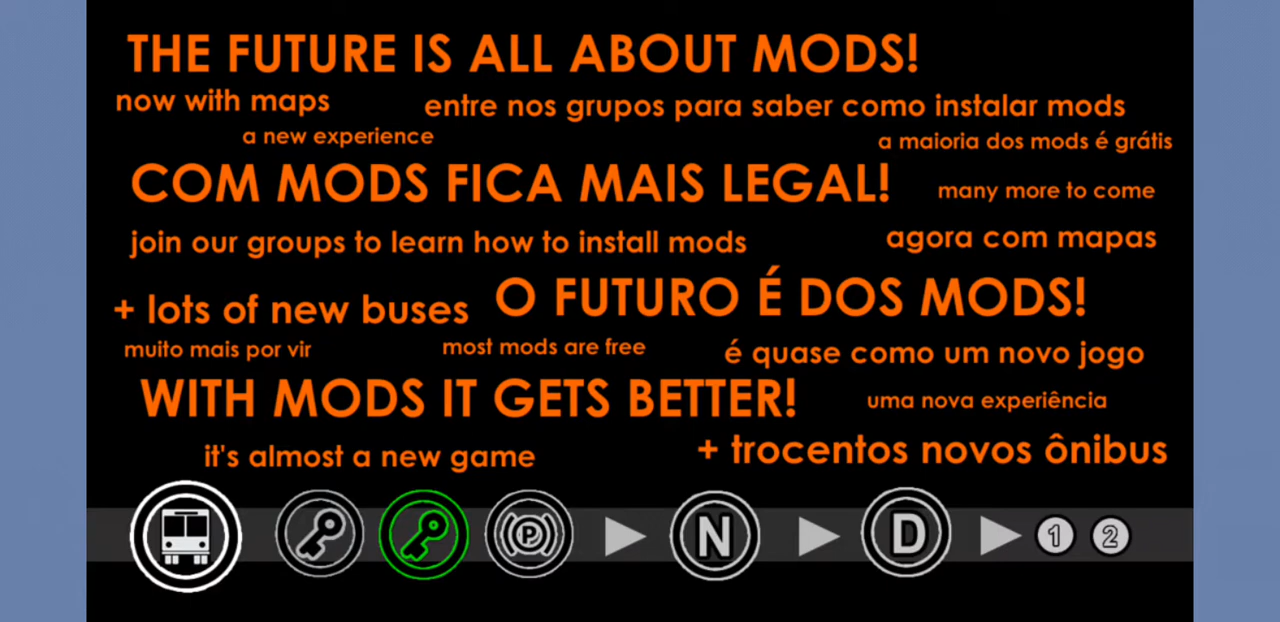 THE FUTURE IS ALL ABOUT MODS!
now with maps
entre nos grupos para saber como instalar mods
a new experience
a maioria dos mods é grátis
COM MODS FICA MAIS LEGAL!
many more to come
join our groups to learn how to install mods
agora com mapas
+ lots of new buses
O FUTURO É DOS MODS!
muito mais por vir
most mods are free
é quase como um novo jogo
WITH MODS IT GETS BETTER!
uma nova experiência
it's almost a new game
+ trocentos novos ônibus
P N D 1 2